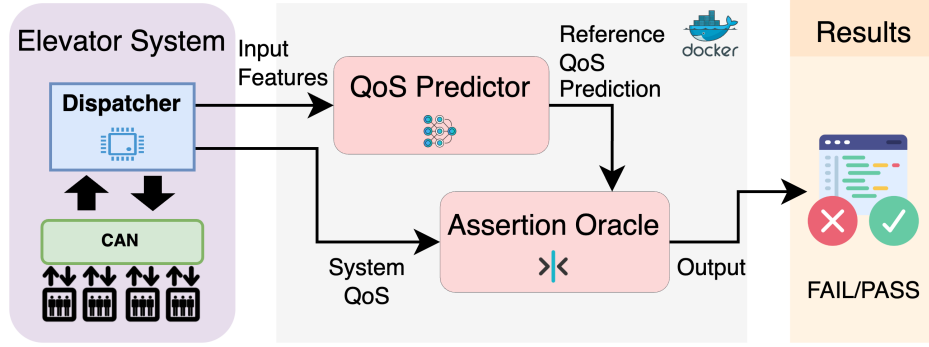 Elevator System
Dispatcher
CAN
Input
Features
QoS Predictor
Reference
QoS
Prediction
docker
System
QoS
Assertion Oracle
Output
Results
FAIL/PASS